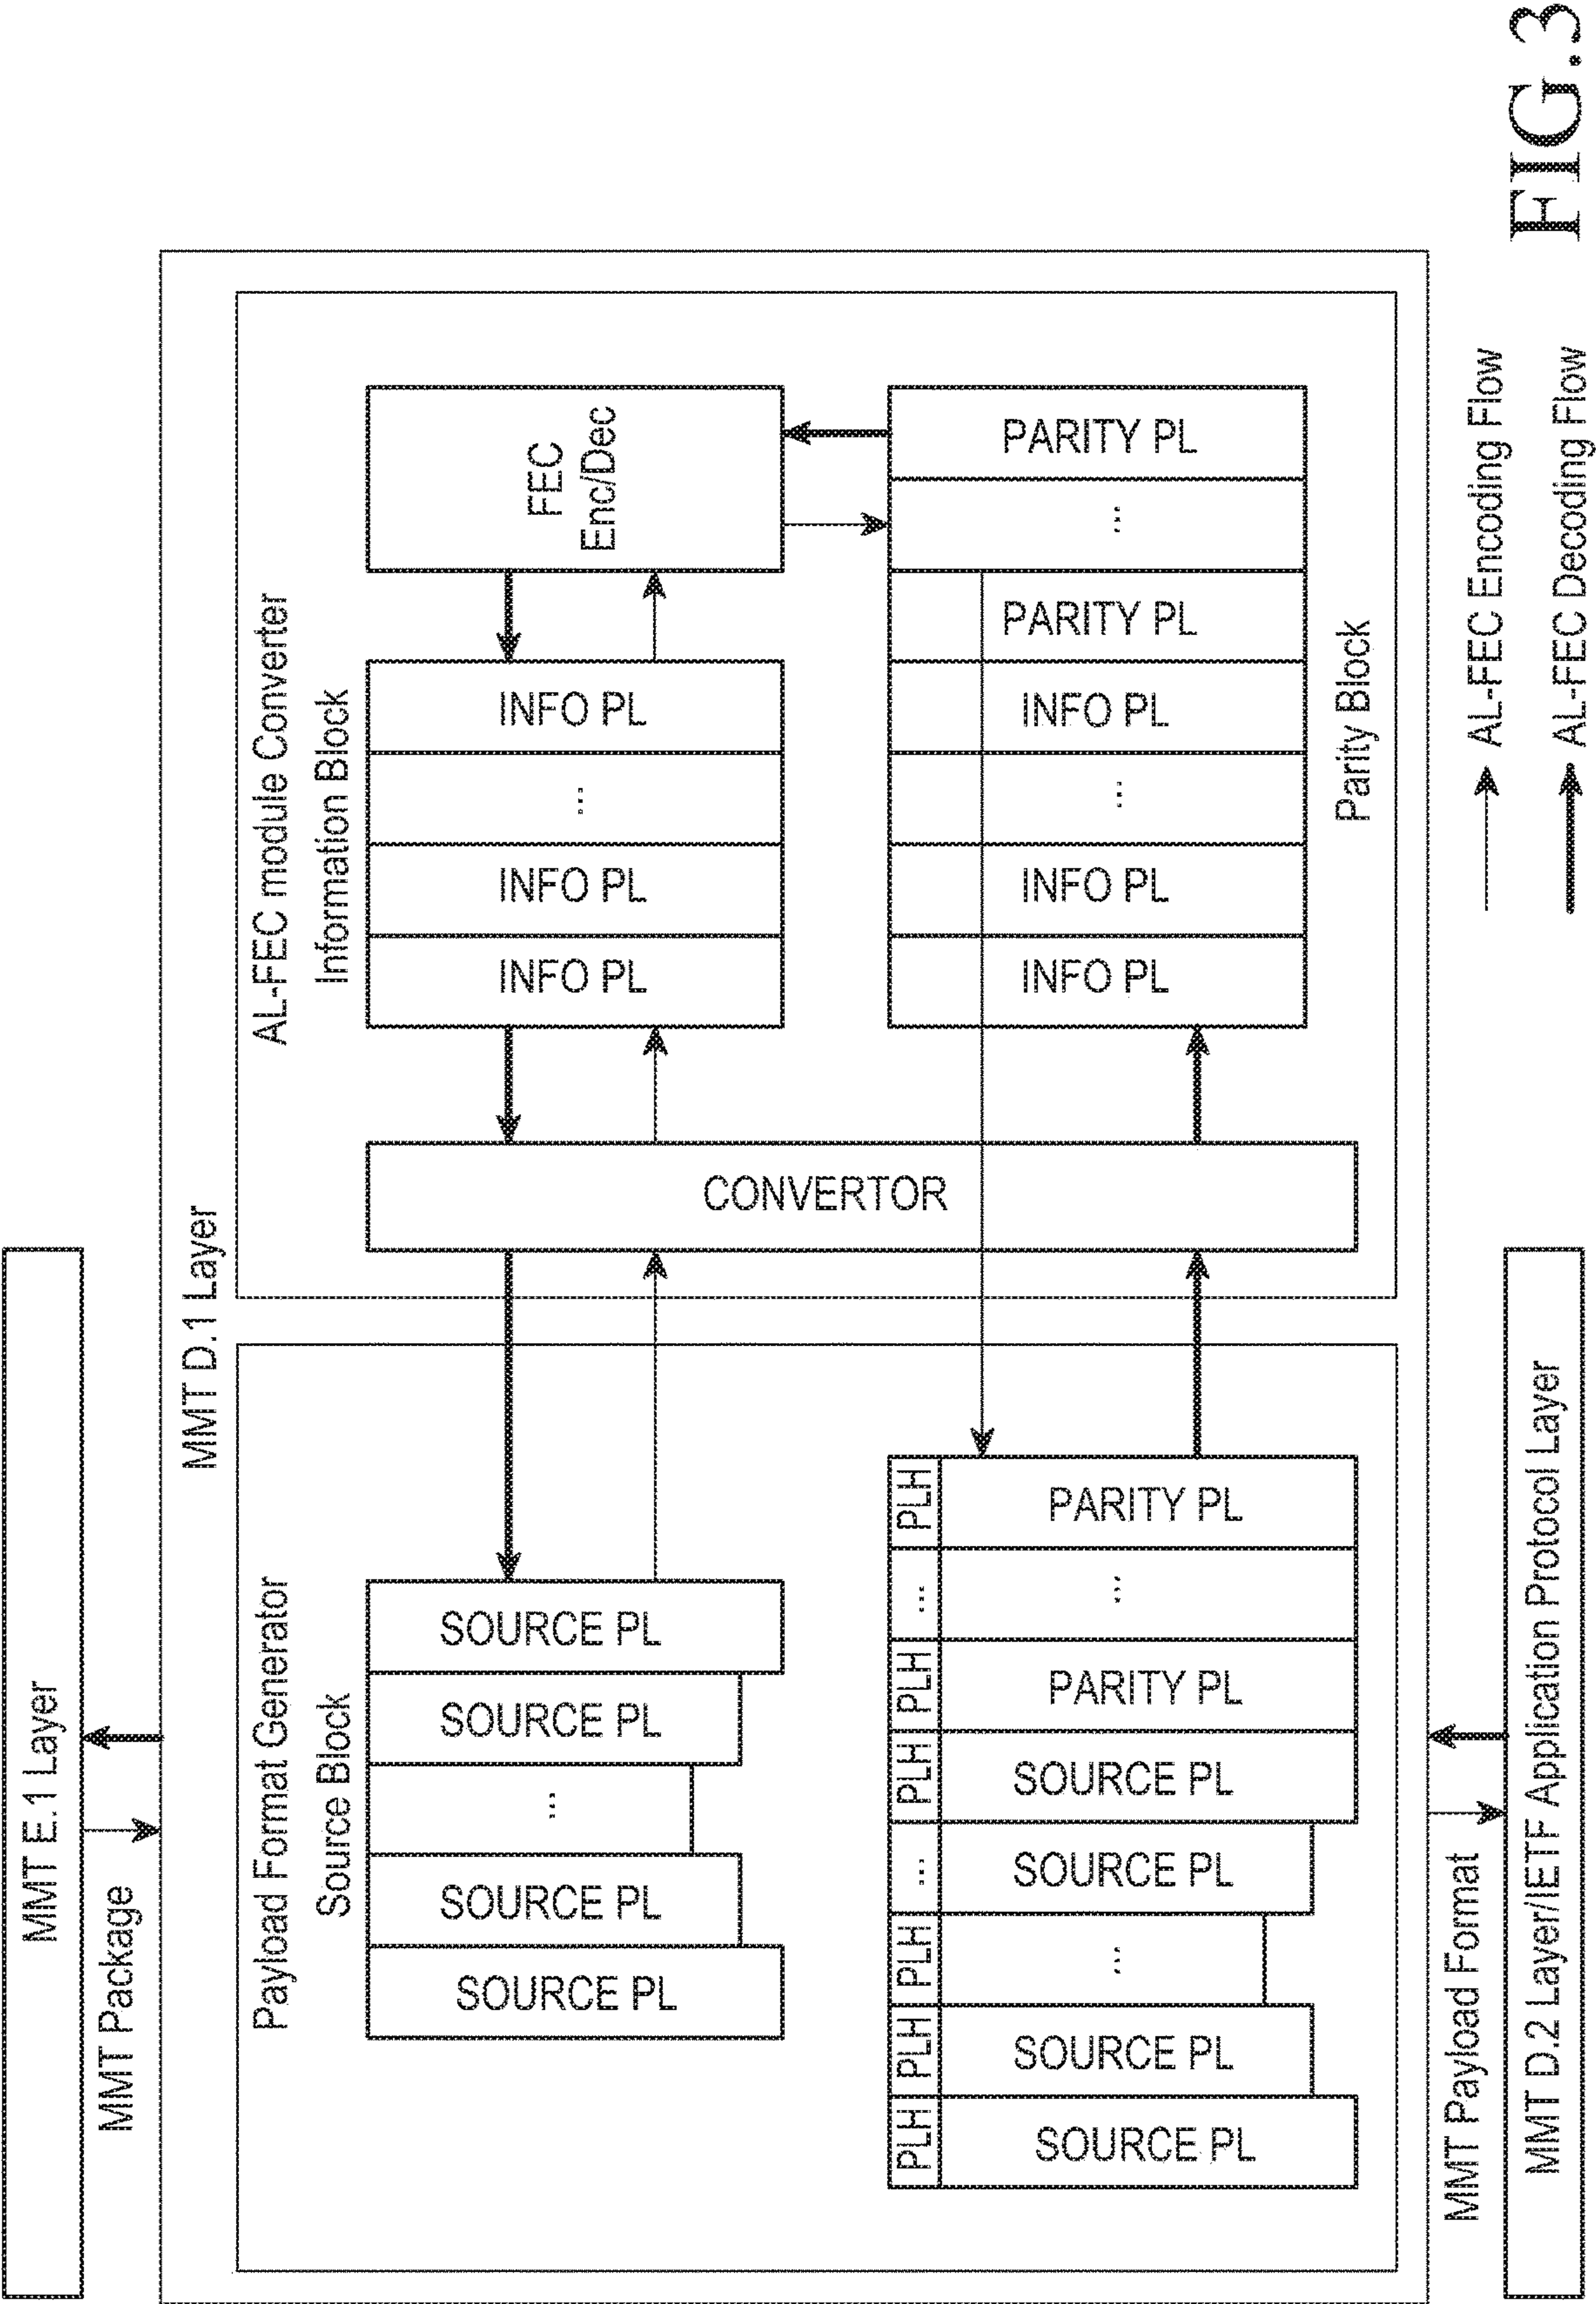 MMT E.1 Layer
MMT Package
MMT D.1 Layer
Payload Format Generator
Source Block
SOURCE PL
SOURCE PL
...
SOURCE PL
SOURCE PL
PLH PLH PLH ... PLH PLH ... PLH
SOURCE PL
SOURCE PL
...
SOURCE PL
SOURCE PL
PARITY PL
...
PARITY PL
CONVERTOR
AL-FEC module Converter
Information Block
INFO PL
INFO PL
...
INFO PL
FEC
Enc/Dec
INFO PL
INFO PL
...
INFO PL
PARITY PL
...
PARITY PL
Parity Block
MMT Payload Format
MMT D.2 Layer/IETF Application Protocol Layer
AL-FEC Encoding Flow
AL-FEC Decoding Flow
FIG.3